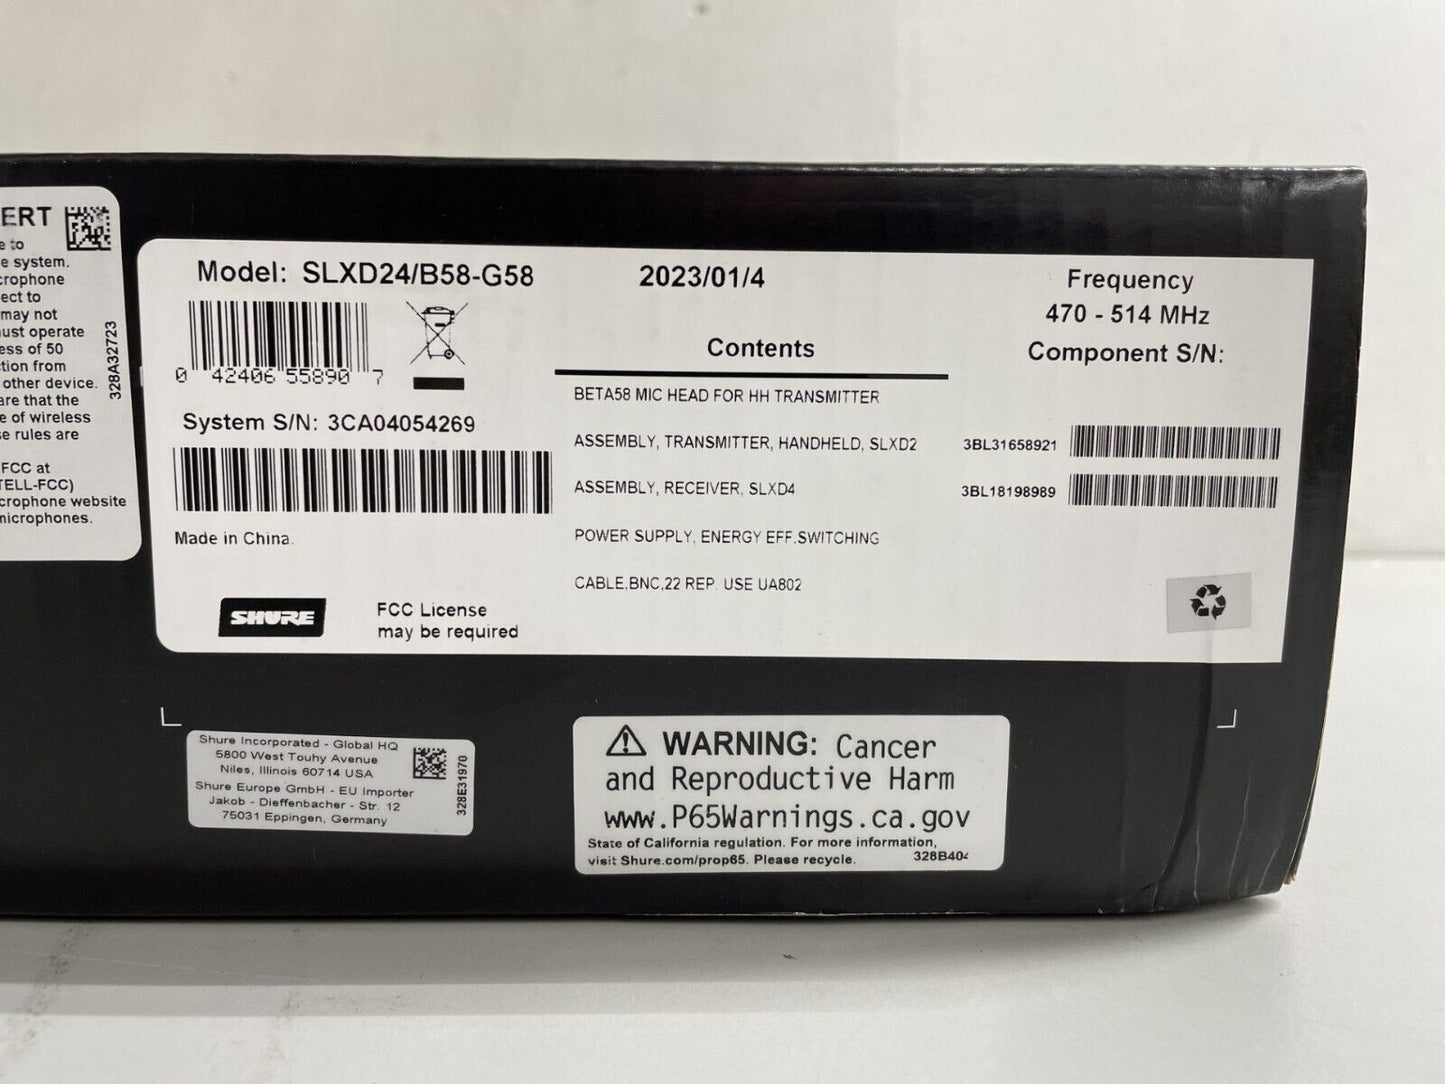 ERT
e to
e system.
crophone
ect to
may not
ust operate
ess of 50
ction from
other device.
are that the
e of wireless
se rules are
FCC at
TELL-FCC)
crophone website
microphones.
328A32723
Model: SLXD24/B58-G58
0 42406 55890 7
System S/N: 3CA04054269
Made in China.
SHURE
FCC License
may be required
2023/01/4
Contents
BETA58 MIC HEAD FOR HH TRANSMITTER
ASSEMBLY, TRANSMITTER, HANDHELD, SLXD2
ASSEMBLY, RECEIVER, SLXD4
POWER SUPPLY, ENERGY EFF.SWITCHING
CABLE,BNC,22 REP. USE UA802
Frequency
470 - 514 MHz
Component S/N:
3BL31658921
3BL18198989
Shure Incorporated - Global HQ
5800 West Touhy Avenue
Niles, Illinois 60714 USA
Shure Europe GmbH - EU Importer
Jakob - Dieffenbacher - Str. 12
75031 Eppingen, Germany
328E31970
WARNING: Cancer
and Reproductive Harm
www.P65Warnings.ca.gov
State of California regulation. For more information,
visit Shure.com/prop65. Please recycle.
328B404